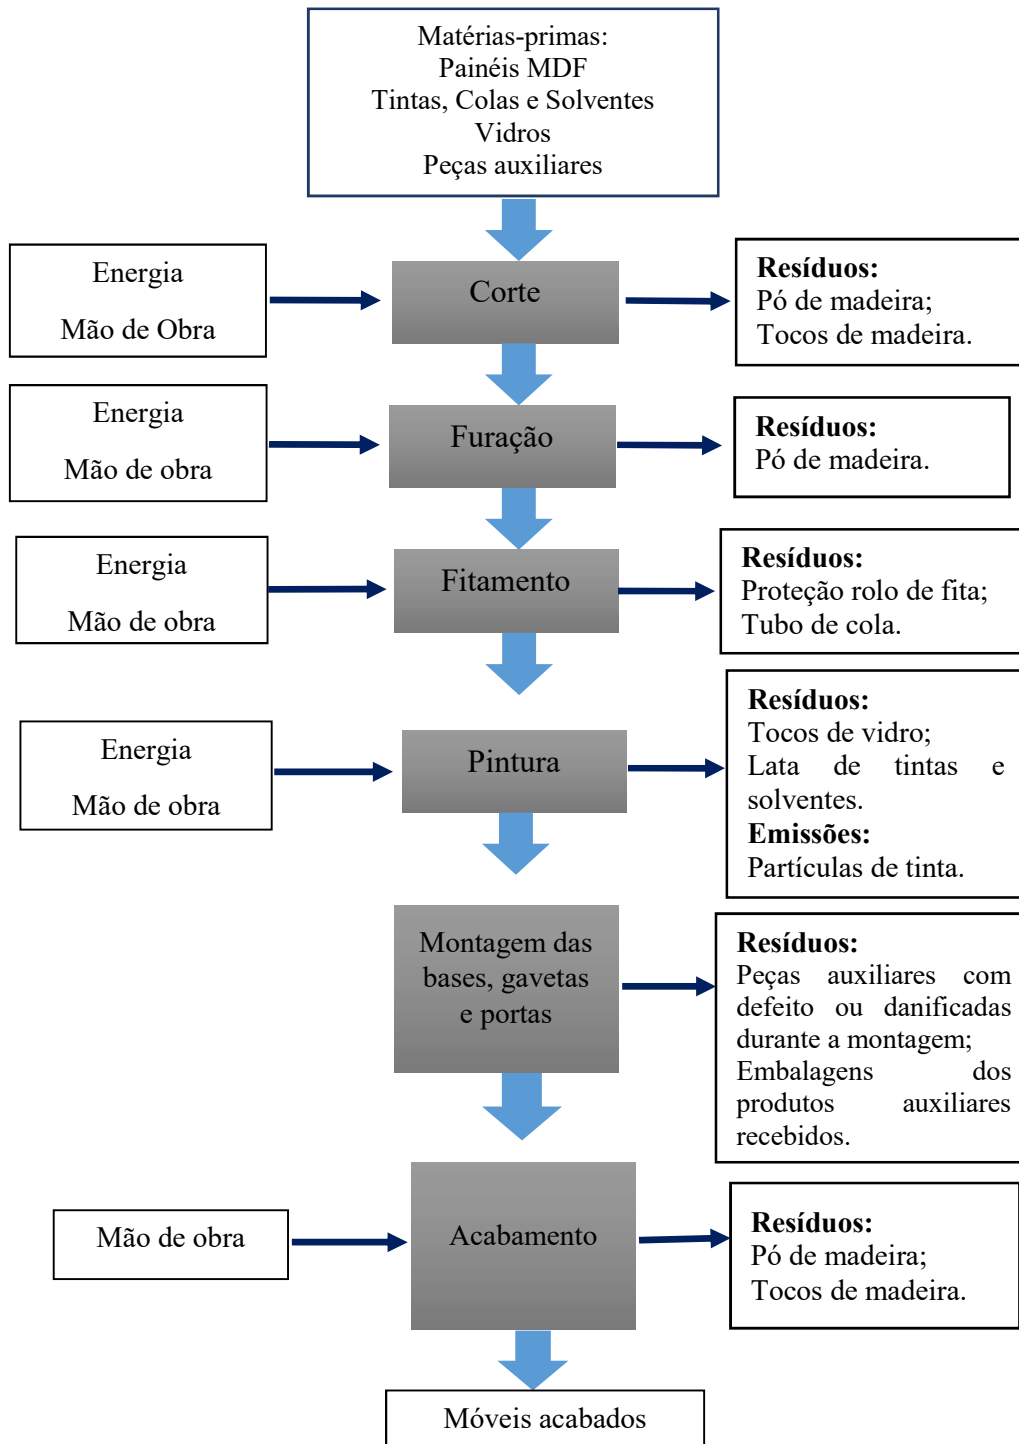 Matérias-primas:
Painéis MDF
Tintas, Colas e Solventes
Vidros
Peças auxiliares
Energia
Mão de Obra
Corte
Resíduos:
Pó de madeira;
Tocos de madeira.
Energia
Mão de obra
Furação
Resíduos:
Pó de madeira.
Energia
Mão de obra
Fitamento
Resíduos:
Proteção rolo de fita;
Tubo de cola.
Energia
Mão de obra
Pintura
Resíduos:
Tocos de vidro;
Lata de tintas e
solventes.
Emissões:
Partículas de tinta.
Montagem das
bases, gavetas
e portas
Resíduos:
Peças auxiliares com
defeito ou danificadas
durante a montagem;
Embalagens dos
produtos auxiliares
recebidos.
Mão de obra
Acabamento
Resíduos:
Pó de madeira;
Tocos de madeira.
Móveis acabados